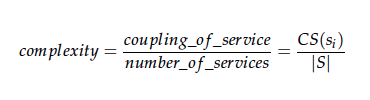 complexity = coupling_of_service / number_of_services = CS(s_i) / |S|